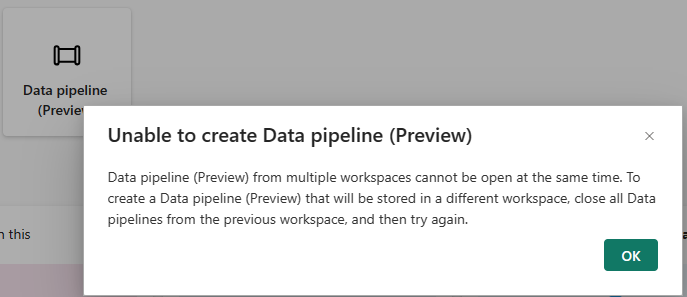 Data pipeline
(Preview
Unable to create Data pipeline (Preview)
Data pipeline (Preview) from multiple workspaces cannot be open at the same time. To
create a Data pipeline (Preview) that will be stored in a different workspace, close all Data
pipelines from the previous workspace, and then try again.
this
OK